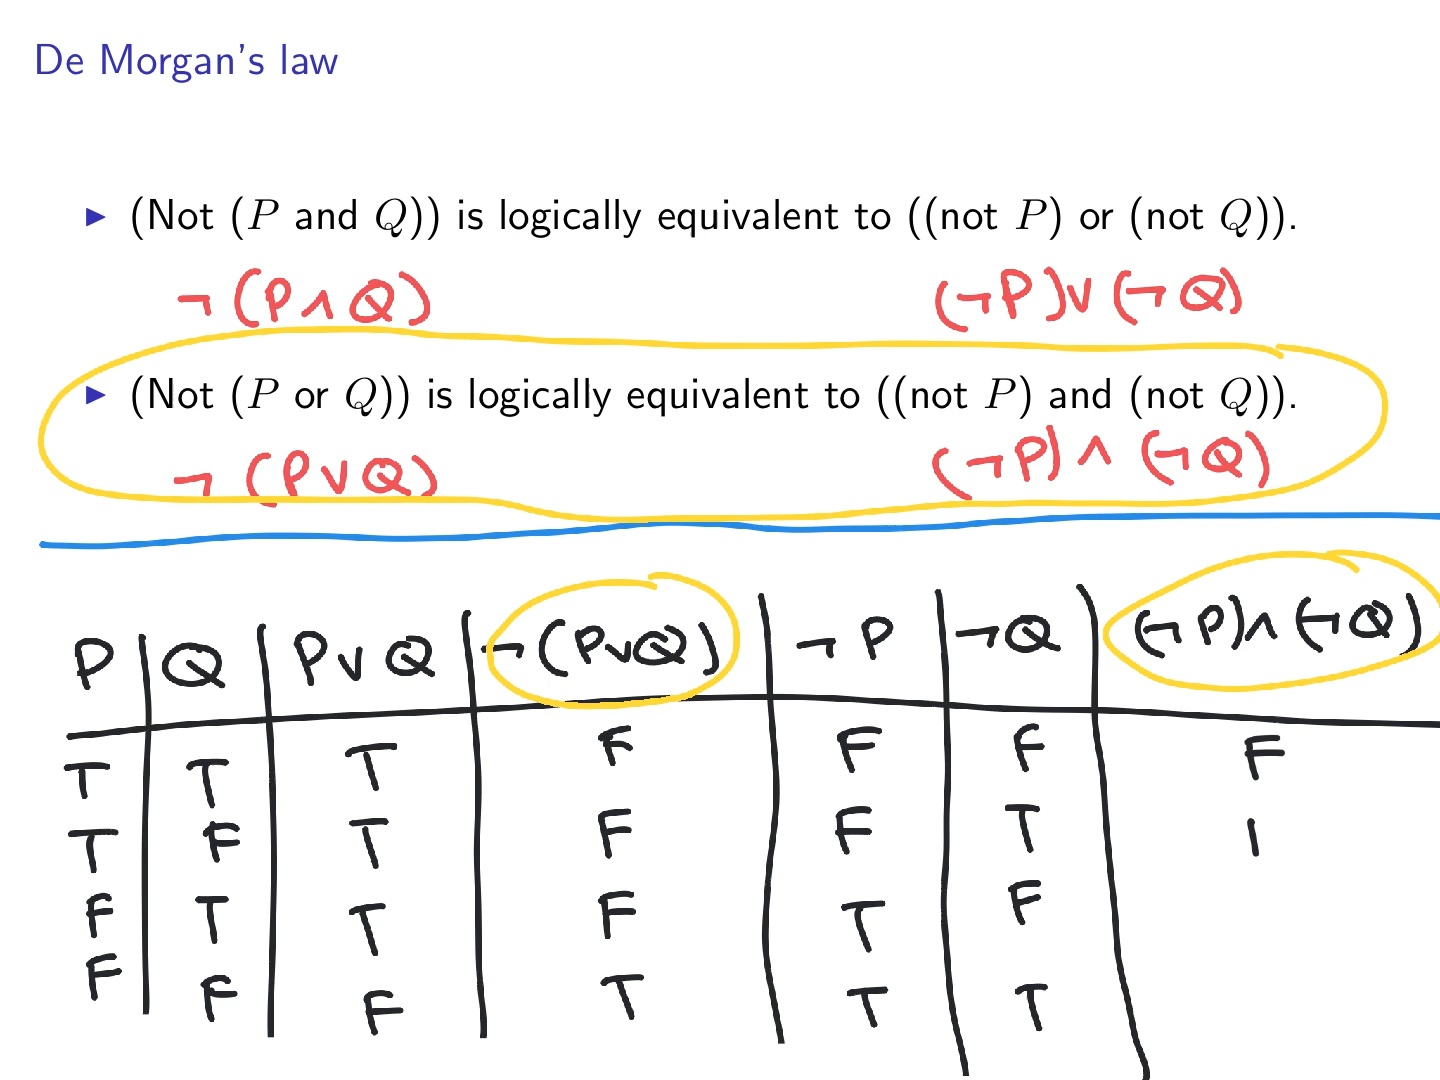 De Morgan's law
▶ (Not (P and Q)) is logically equivalent to ((not P) or (not Q)).
¬(P∧Q) (¬P)∨(¬Q)
▶ (Not (P or Q)) is logically equivalent to ((not P) and (not Q)).
¬(P∨Q) (¬P)∧(¬Q)
P Q P∨Q ¬(P∨Q) ¬P ¬Q (¬P)∧(¬Q)
T T T F F F F
T F T F F T
F T T F T F
F F F T T T